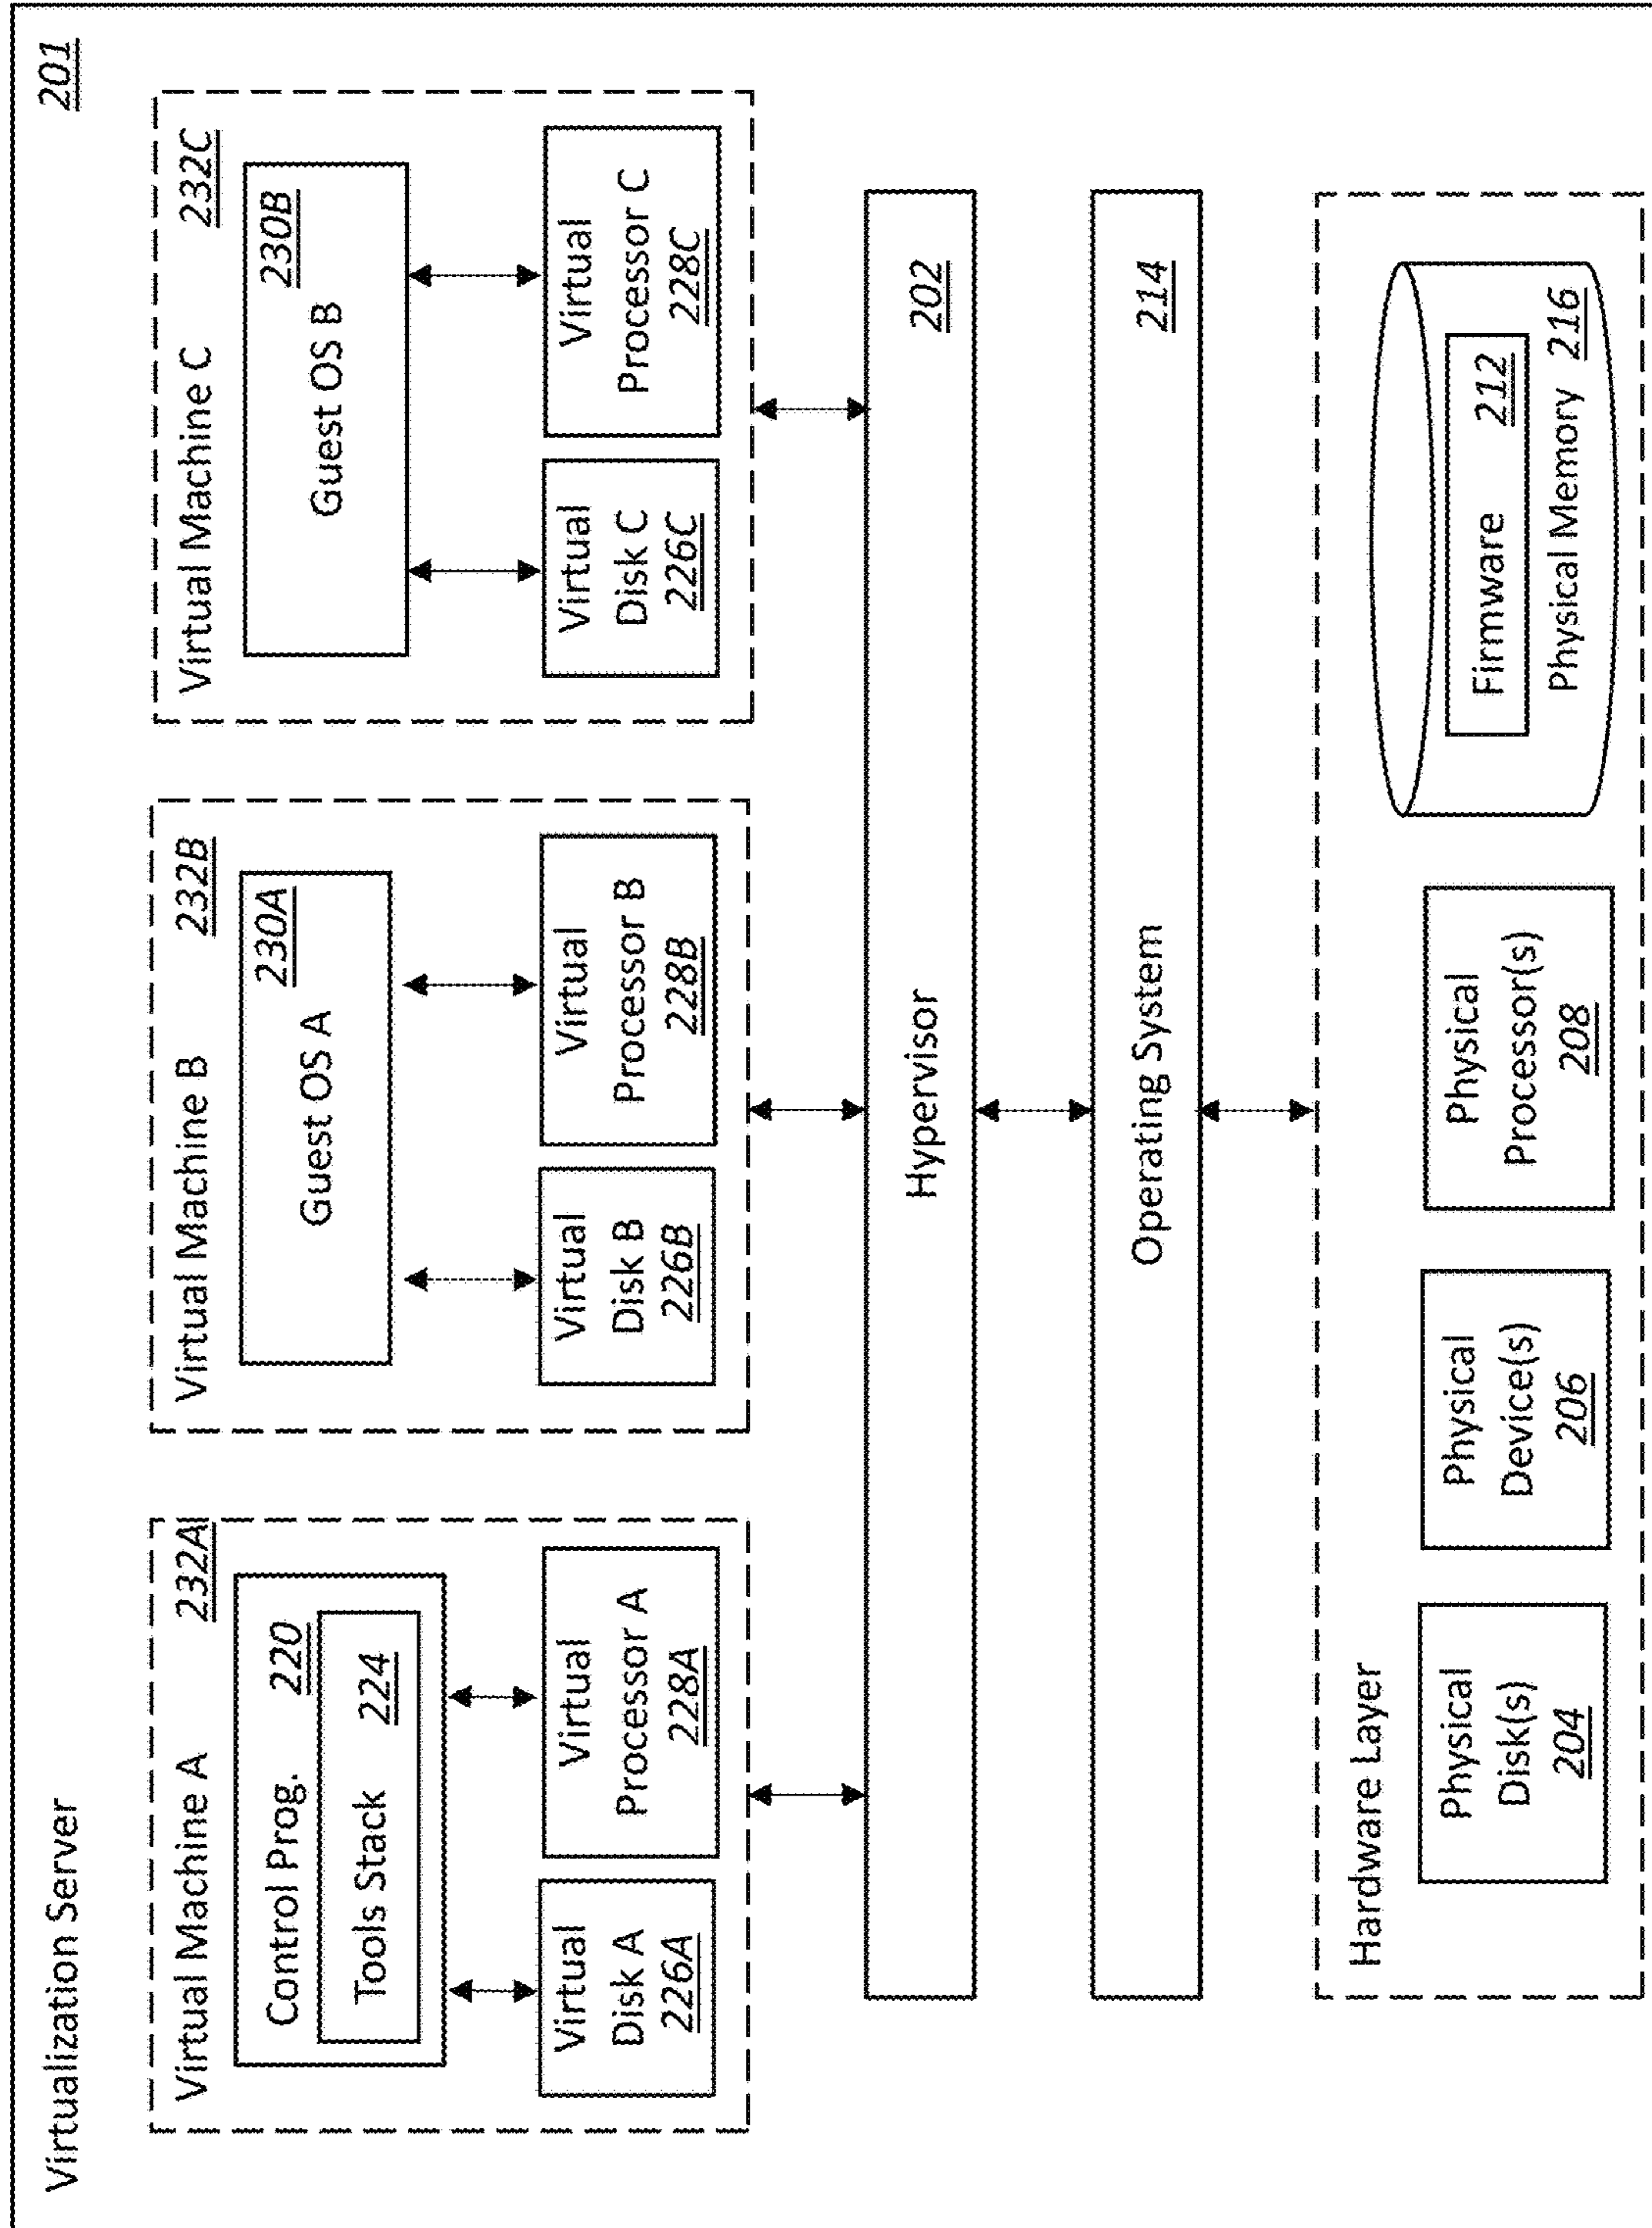 Virtualization Server 201
Virtual Machine A 232A
Control Prog. 220
Tools Stack 224
Virtual
Disk A
226A
Virtual
Processor A
228A
Virtual Machine B 232B
230A
Guest OS A
Virtual
Disk B
226B
Virtual
Processor B
228B
Virtual Machine C 232C
230B
Guest OS B
Virtual
Disk C
226C
Virtual
Processor C
228C
Hypervisor 202
Operating System 214
Hardware Layer
Physical
Disk(s)
204
Physical
Device(s)
206
Physical
Processor(s)
208
Firmware 212
Physical Memory 216